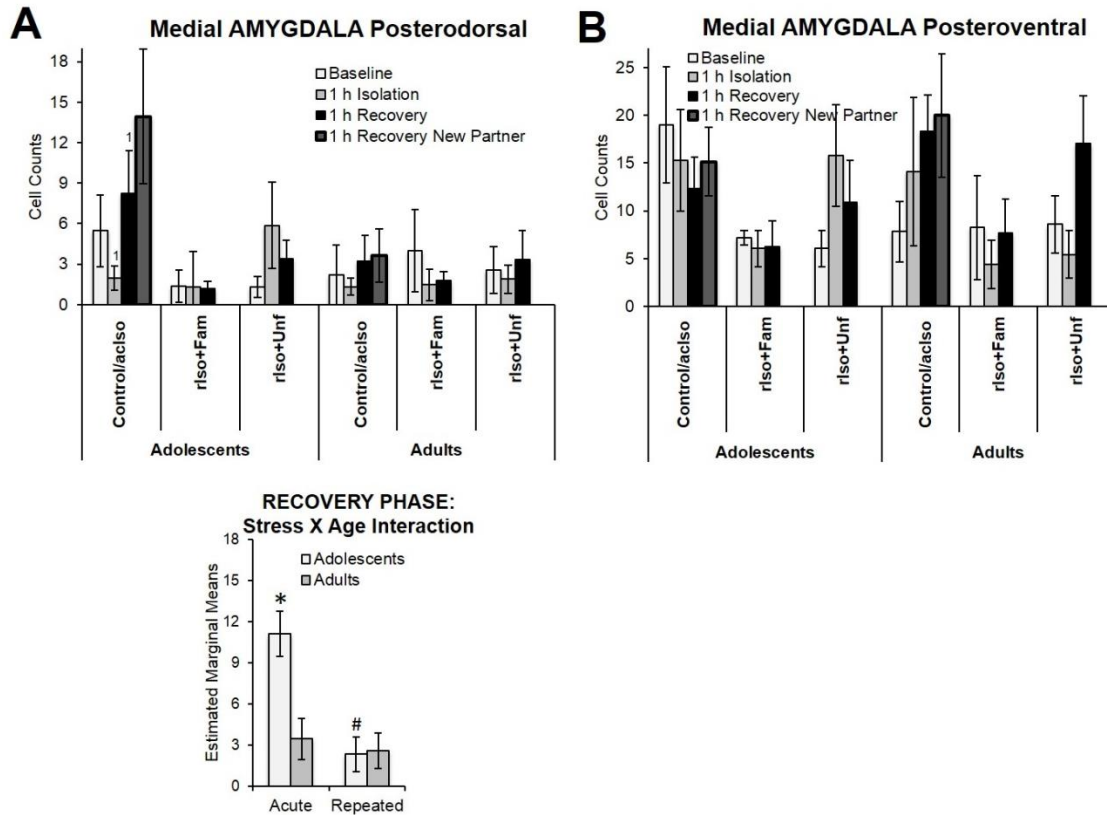 A
Medial AMYGDALA Posterodorsal
Cell Counts
18
15
12
9
6
3
0
Baseline
1 h Isolation
1 h Recovery
1 h Recovery New Partner
1
1
Control/acIso
rIso+Fam
rIso+Unf
Control/acIso
rIso+Fam
rIso+Unf
Adolescents
Adults
B
Medial AMYGDALA Posteroventral
Cell Counts
25
20
15
10
5
0
Baseline
1 h Isolation
1 h Recovery
1 h Recovery New Partner
Control/acIso
rIso+Fam
rIso+Unf
Control/acIso
rIso+Fam
rIso+Unf
Adolescents
Adults
RECOVERY PHASE:
Stress X Age Interaction
Estimated Marginal Means
18
15
12
9
6
3
0
Adolescents
Adults
*
#
Acute
Repeated